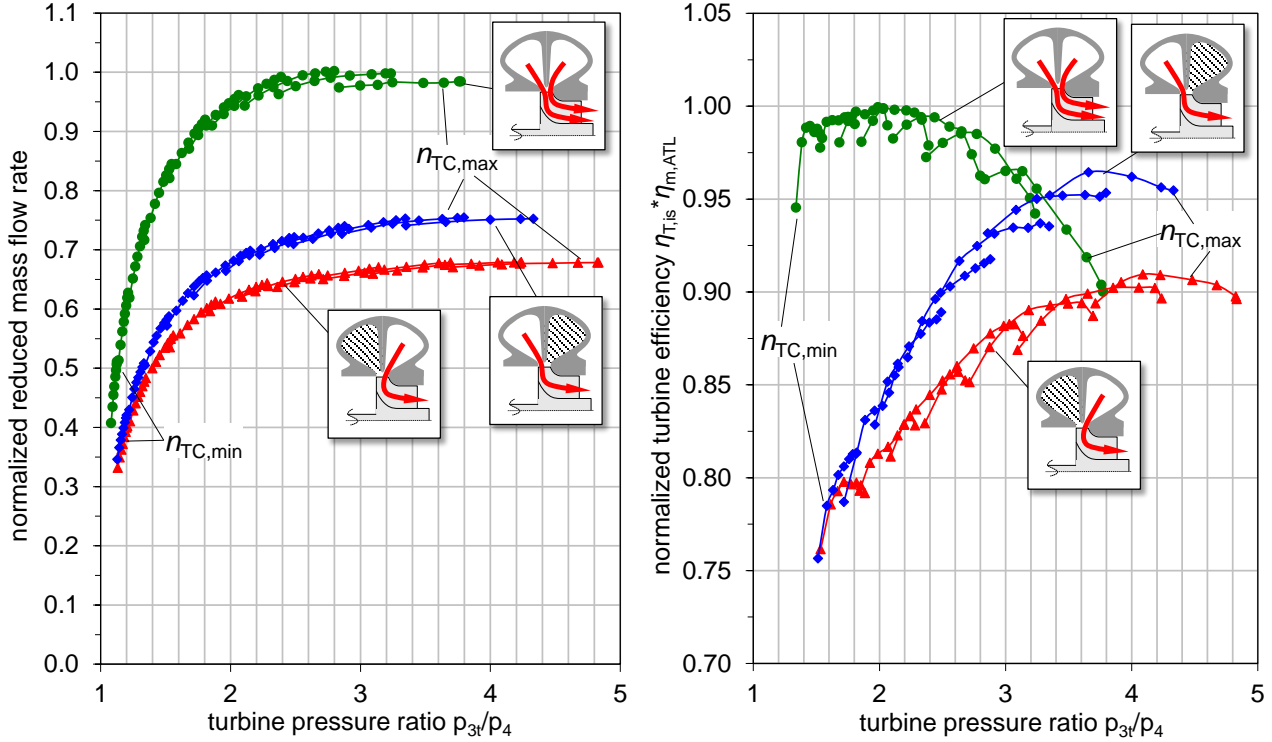 normalized reduced mass flow rate
1.1
1.0
0.9
0.8
0.7
0.6
0.5
0.4
0.3
0.2
0.1
0.0
n_TC,max
n_TC,min
1 2 3 4 5
turbine pressure ratio p_3t/p_4
normalized turbine efficiency η_T,is*η_m,ATL
1.05
1.00
0.95
0.90
0.85
0.80
0.75
0.70
n_TC,max
n_TC,min
1 2 3 4 5
turbine pressure ratio p_3t/p_4